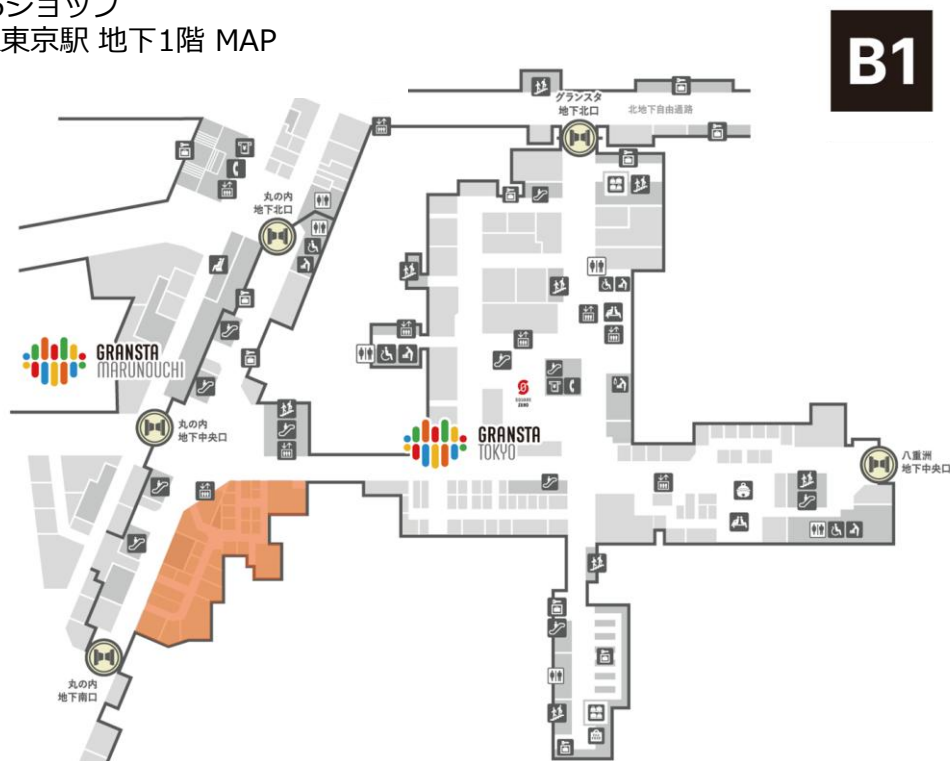 ショップ
東京駅 地下1階 MAP
B1
グランスタ
地下北口
北地下自由通路
丸の内
地下北口
GRANSTA
MARUNOUCHI
丸の内
地下中央口
SQUARE
ZERO
GRANSTA
TOKYO
八重洲
地下中央口
丸の内
地下南口